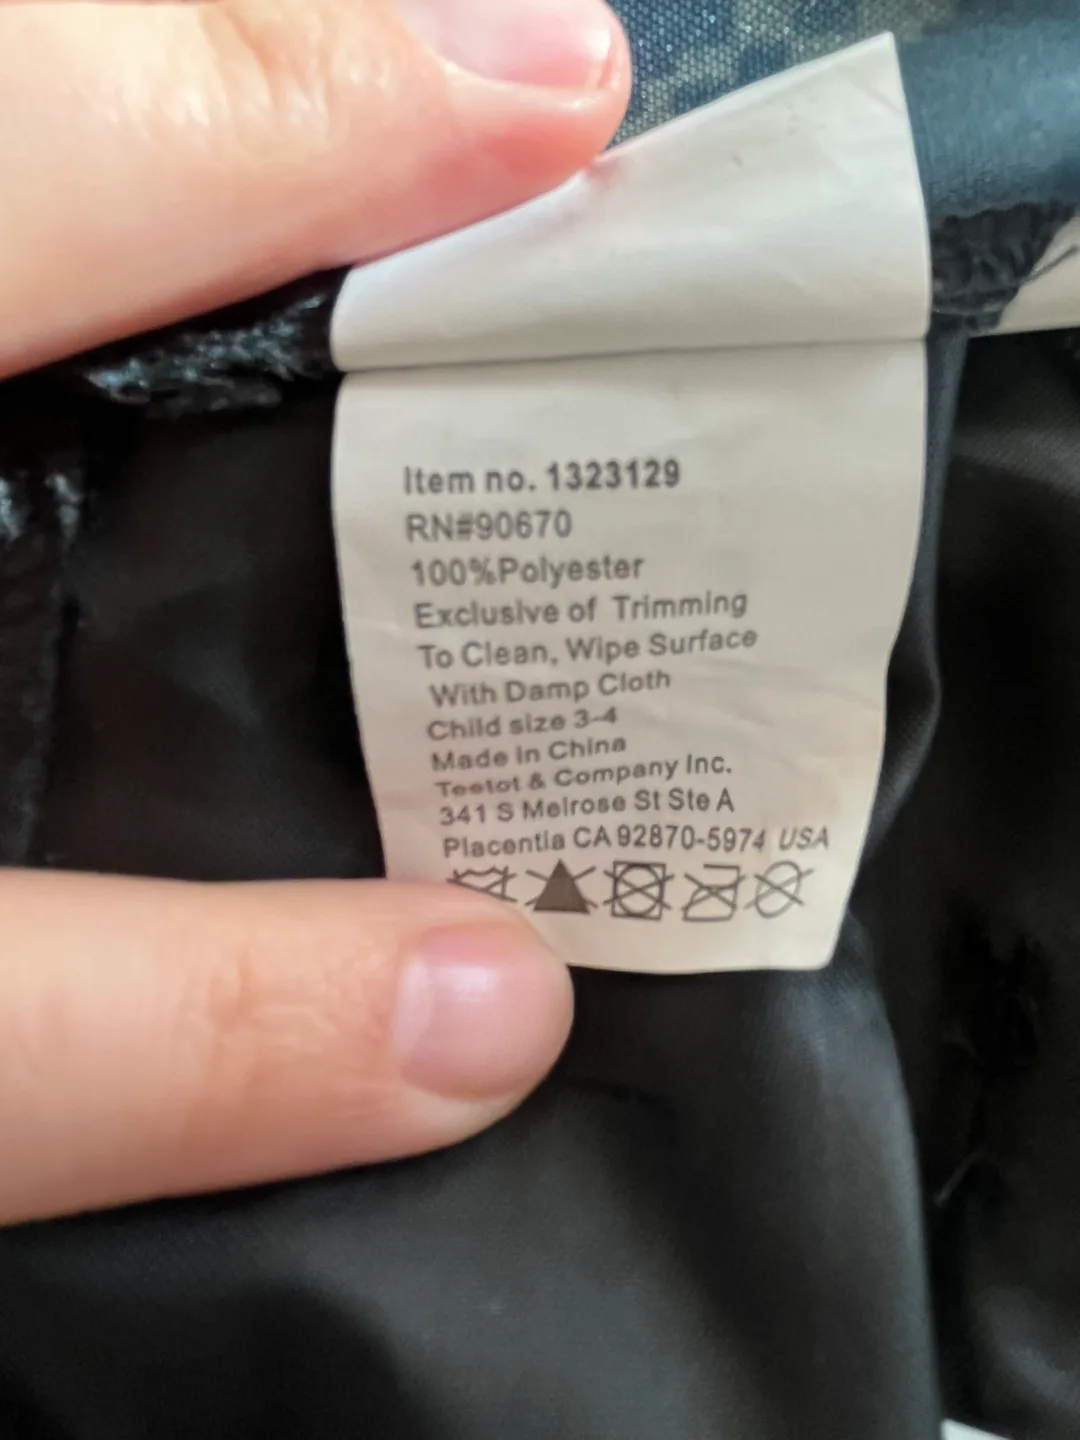 Item no. 1323129
RN#90670
100%Polyester
Exclusive of Trimming
To Clean, Wipe Surface
With Damp Cloth
Child size 3-4
Made in China
Teetot & Company Inc.
341 S Melrose St Ste A
Placentia CA 92870-5974 USA